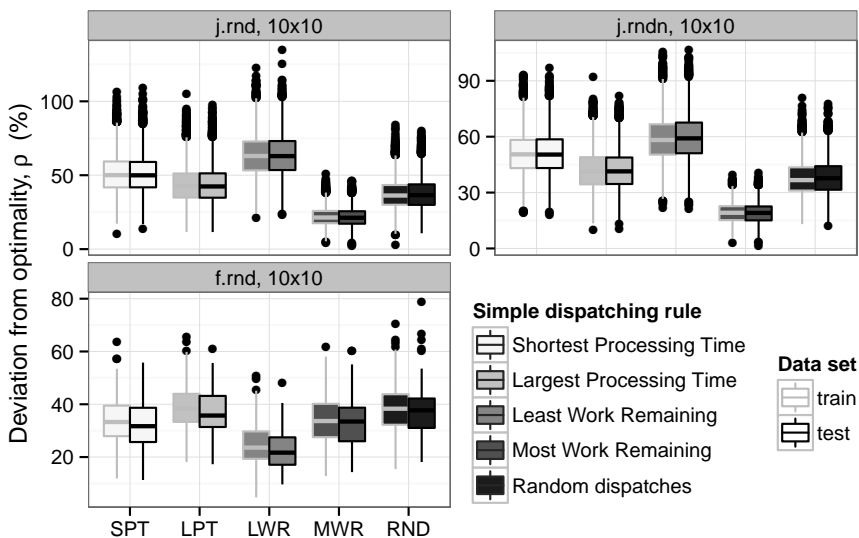 j.rnd, 10x10
j.rndn, 10x10
Deviation from optimality, ρ (%)
100
50
0
90
60
30
0
f.rnd, 10x10
80
60
40
20
SPT LPT LWR MWR RND
Simple dispatching rule
Shortest Processing Time
Largest Processing Time
Least Work Remaining
Most Work Remaining
Random dispatches
Data set
train
test